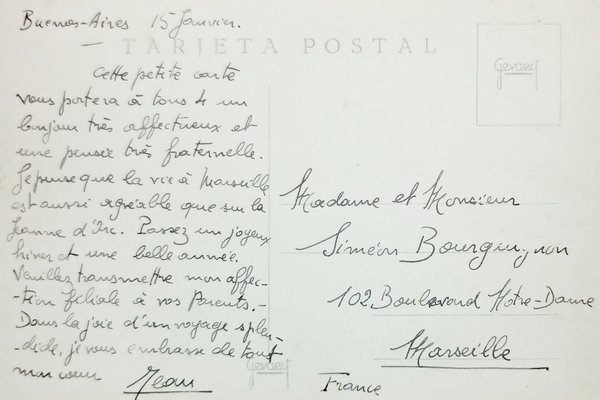 Buenos-Aires 15 Janvier.
TARJETA POSTAL
Gevaert
Cette petite carte
vous portera à tous 4 un
bonjour très affectueux et
une pensée très fraternelle.
Je pense que la vie à Marseille
est aussi agréable que sur la
Jeanne d'Arc. Passez un joyeux
hiver et une belle année.
Veuillez transmettre mon affec-
-tion filiale à vos Parents.-
Dans la joie d'un voyage splen-
-dide, je vous embrasse de tout
mon cœur Jean
Gevaert
Madame et Monsieur
Siméon Bourguignon
102 Boulevard Notre-Dame
Marseille
France